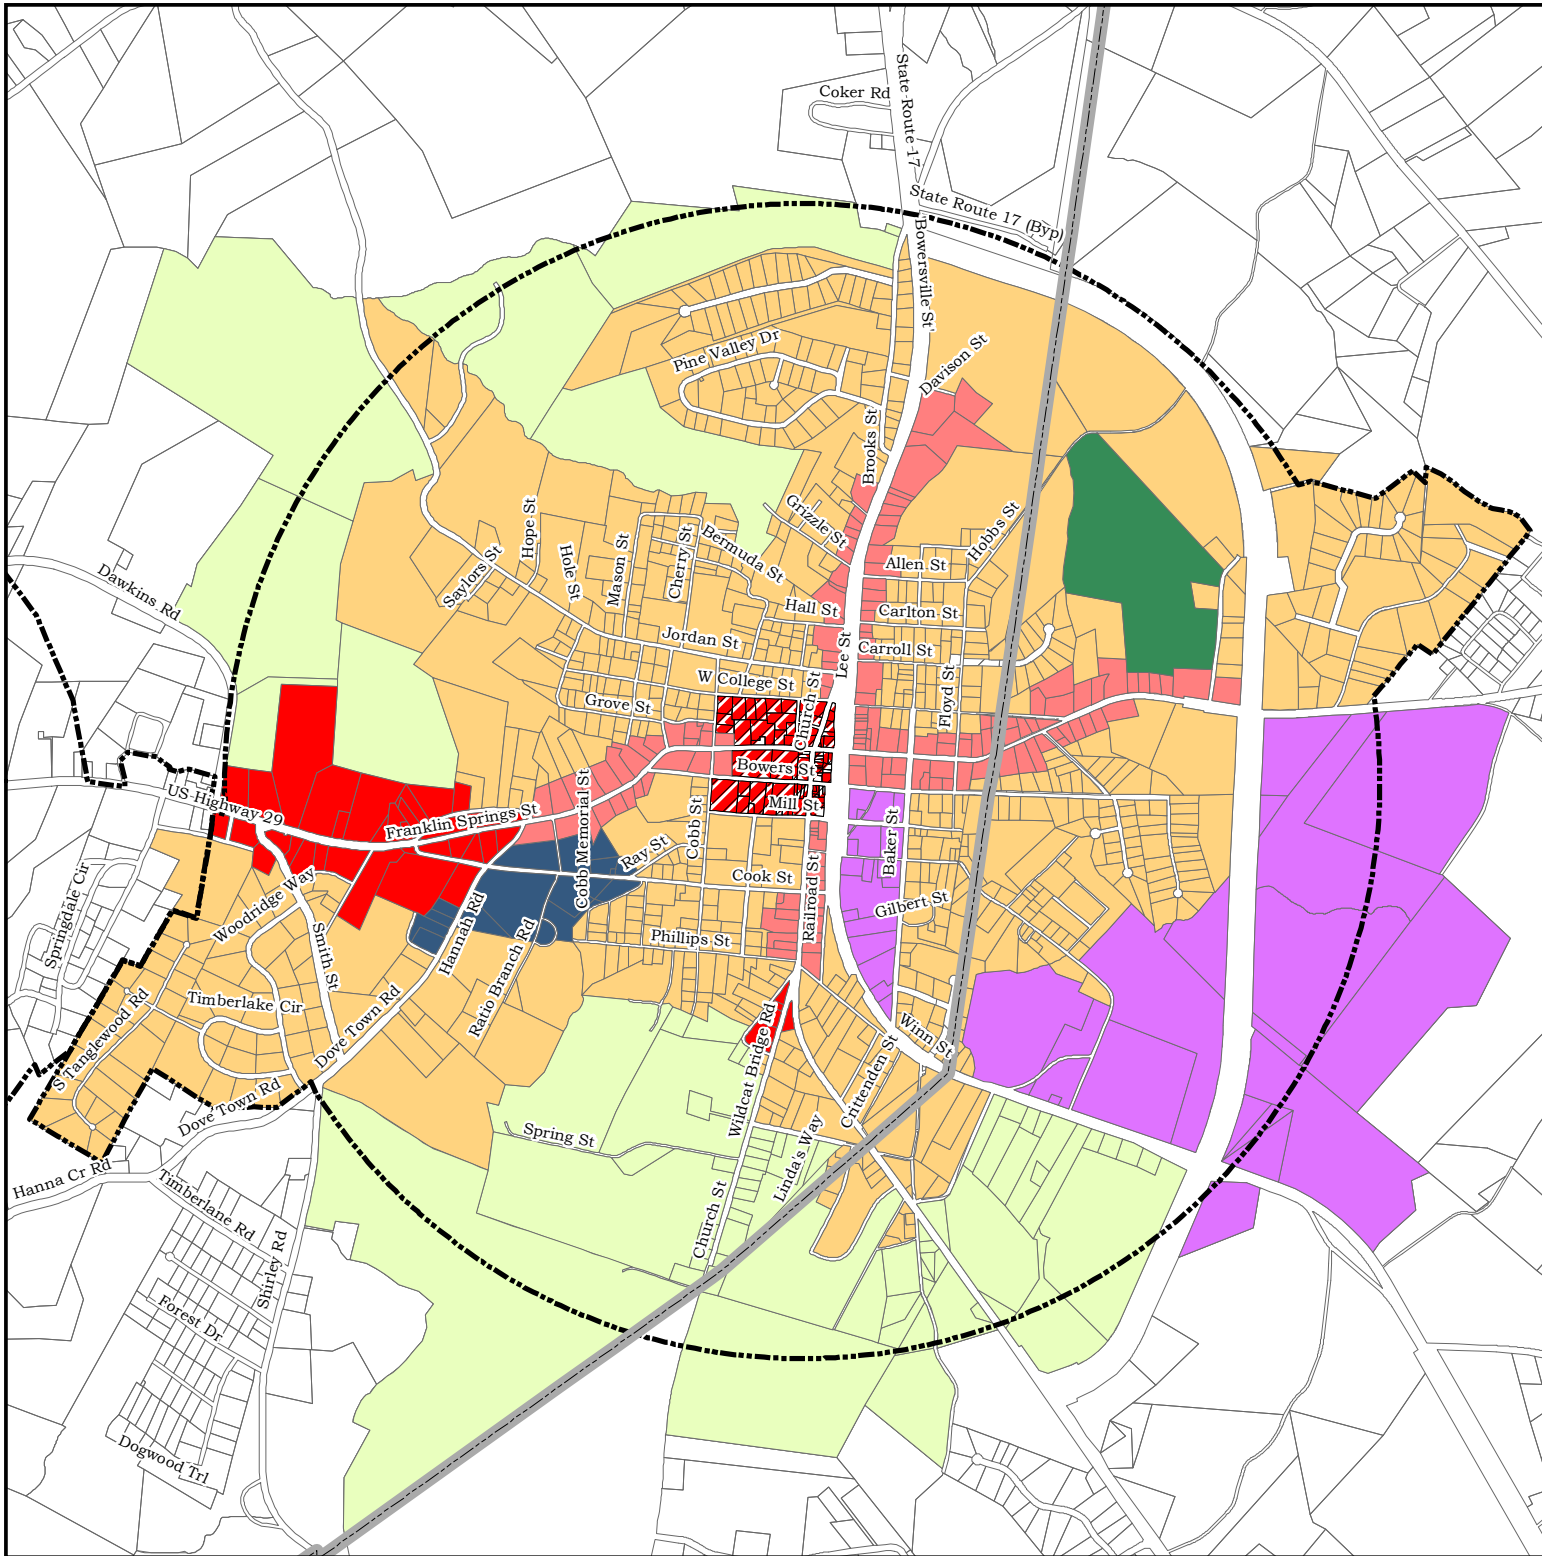 Coker Rd
State Route 17
State Route 17 (Byp)
Bowersville St
Davison St
Pine Valley Dr
Brooks St
Grizzle St
Hobbs St
Hope St
Hole St
Mason St
Cherry St
Bermuda St
Saylors St
Allen St
Hall St
Carlton St
Dawkins Rd
Jordan St
Lee St
Carroll St
W College St
Church St
Floyd St
Grove St
Bowers St
US Highway 29
Franklin Springs St
Cobb Memorial St
Mill St
Cobb St
Baker St
Ray St
Cook St
Railroad St
Springdale Cir
Woodridge Way
Smith St
Hannah Rd
Ratio Branch Rd
Phillips St
Gilbert St
Timberlake Cir
S Tanglewood Rd
Dove Town Rd
Dove Town Rd
Wildcat Bridge Rd
Winn St
Crittenden St
Spring St
Linda's Way
Hanna Cr Rd
Timberlane Rd
Church St
Shirley Rd
Forest Dr
Dogwood Trl